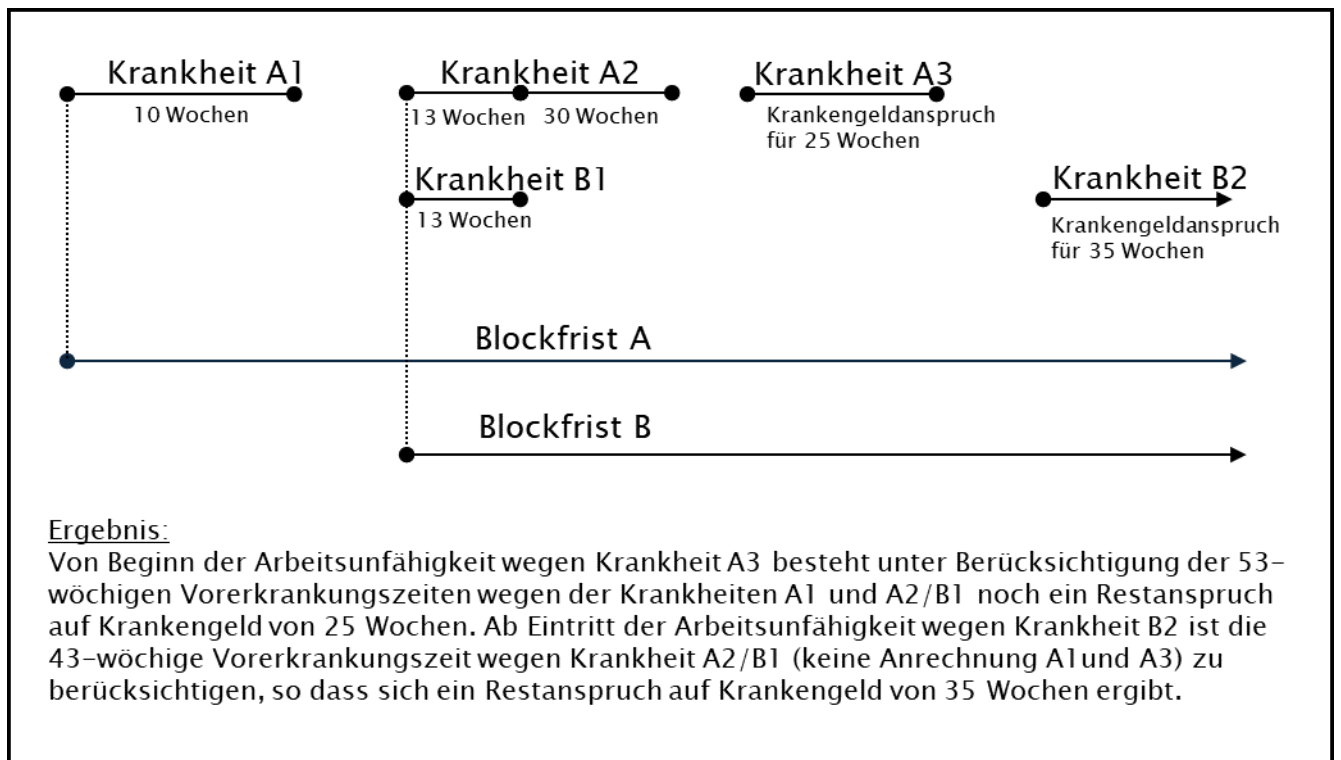 Krankheit A1
10 Wochen
Krankheit A2
13 Wochen 30 Wochen
Krankheit A3
Krankengeldanspruch
für 25 Wochen
Krankheit B1
13 Wochen
Krankheit B2
Krankengeldanspruch
für 35 Wochen
Blockfrist A
Blockfrist B
Ergebnis:
Von Beginn der Arbeitsunfähigkeit wegen Krankheit A3 besteht unter Berücksichtigung der 53-
wöchigen Vorerkrankungszeiten wegen der Krankheiten A1 und A2/B1 noch ein Restanspruch
auf Krankengeld von 25 Wochen. Ab Eintritt der Arbeitsunfähigkeit wegen Krankheit B2 ist die
43-wöchige Vorerkrankungszeit wegen Krankheit A2/B1 (keine Anrechnung A1und A3) zu
berücksichtigen, so dass sich ein Restanspruch auf Krankengeld von 35 Wochen ergibt.